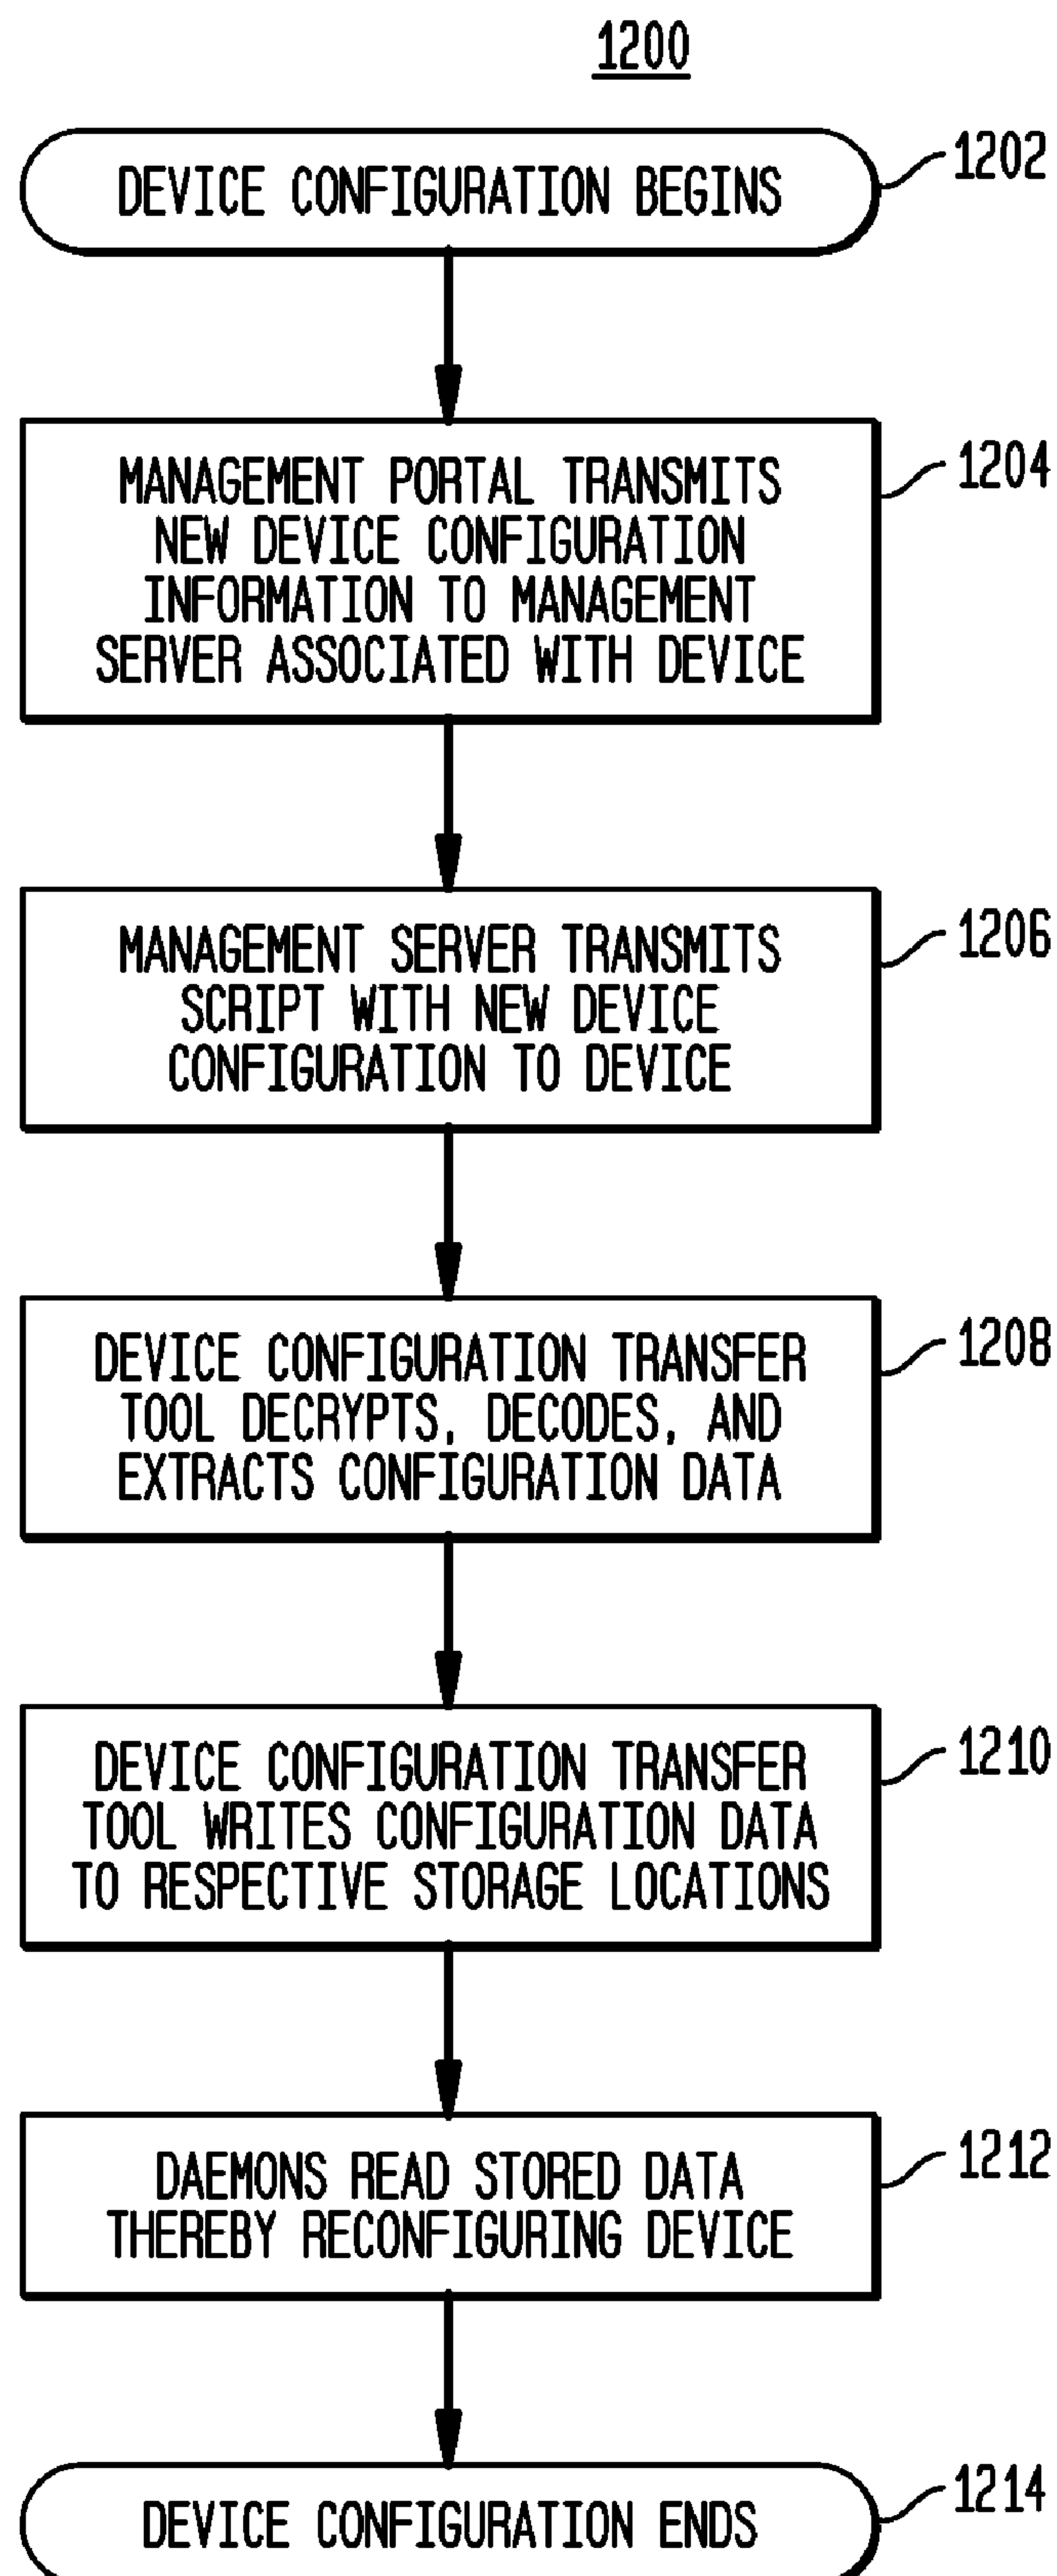 1200
DEVICE CONFIGURATION BEGINS
1202
MANAGEMENT PORTAL TRANSMITS
NEW DEVICE CONFIGURATION
INFORMATION TO MANAGEMENT
SERVER ASSOCIATED WITH DEVICE
1204
MANAGEMENT SERVER TRANSMITS
SCRIPT WITH NEW DEVICE
CONFIGURATION TO DEVICE
1206
DEVICE CONFIGURATION TRANSFER
TOOL DECRYPTS, DECODES, AND
EXTRACTS CONFIGURATION DATA
1208
DEVICE CONFIGURATION TRANSFER
TOOL WRITES CONFIGURATION DATA
TO RESPECTIVE STORAGE LOCATIONS
1210
DAEMONS READ STORED DATA
THEREBY RECONFIGURING DEVICE
1212
DEVICE CONFIGURATION ENDS
1214